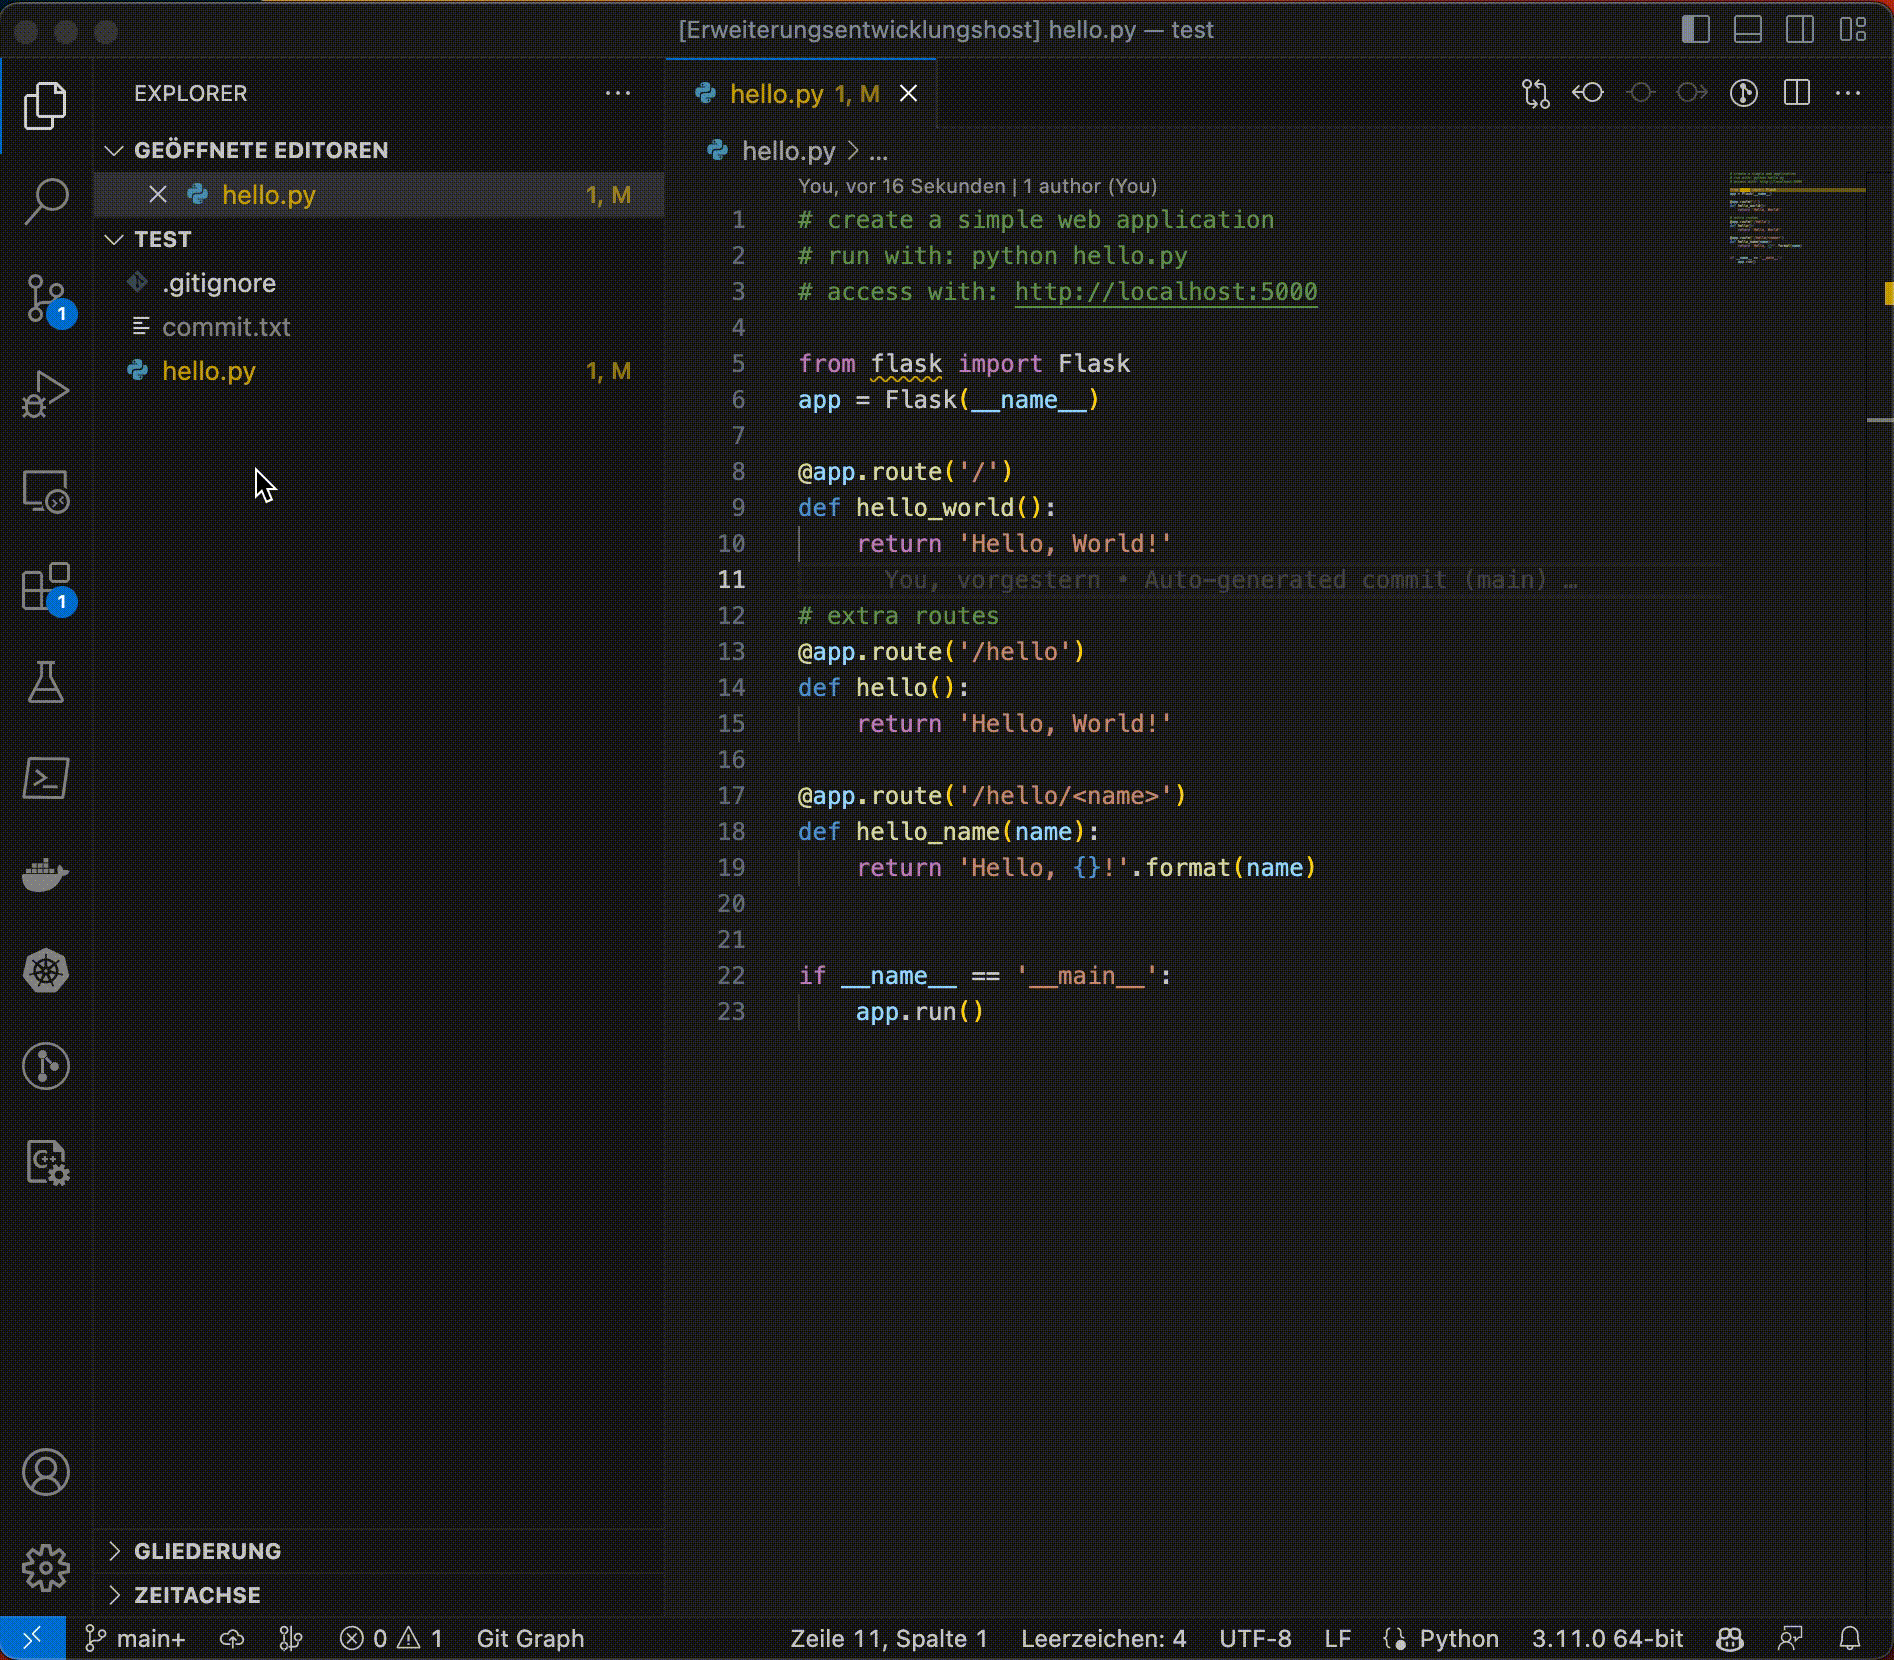 [Erweiterungsentwicklungshost] hello.py — test
EXPLORER
GEÖFFNETE EDITOREN
hello.py 1, M
TEST
.gitignore
commit.txt
hello.py 1, M
1
1
GLIEDERUNG
ZEITACHSE
hello.py 1, M
hello.py > ...
You, vor 16 Sekunden | 1 author (You)
1 # create a simple web application
2 # run with: python hello.py
3 # access with: http://localhost:5000
4
5 from flask import Flask
6 app = Flask(__name__)
7
8 @app.route('/')
9 def hello_world():
10     return 'Hello, World!'
11 You, vorgestern • Auto-generated commit (main) …
12 # extra routes
13 @app.route('/hello')
14 def hello():
15     return 'Hello, World!'
16
17 @app.route('/hello/<name>')
18 def hello_name(name):
19     return 'Hello, {}!'.format(name)
20
21
22 if __name__ == '__main__':
23     app.run()
main+ 0 1 Git Graph Zeile 11, Spalte 1 Leerzeichen: 4 UTF-8 LF Python 3.11.0 64-bit